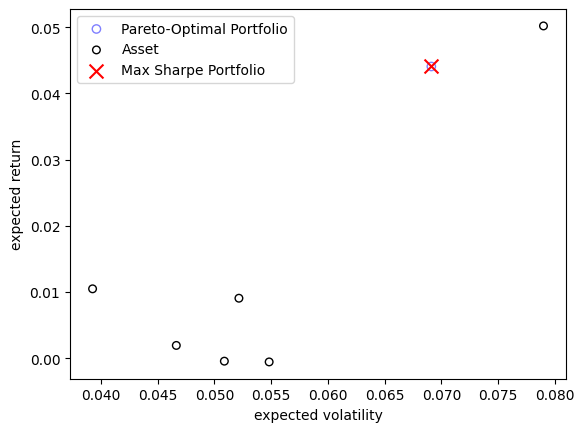 Pareto-Optimal Portfolio
Asset
Max Sharpe Portfolio
0.05
0.04
0.03
0.02
0.01
0.00
expected return
0.040 0.045 0.050 0.055 0.060 0.065 0.070 0.075 0.080
expected volatility